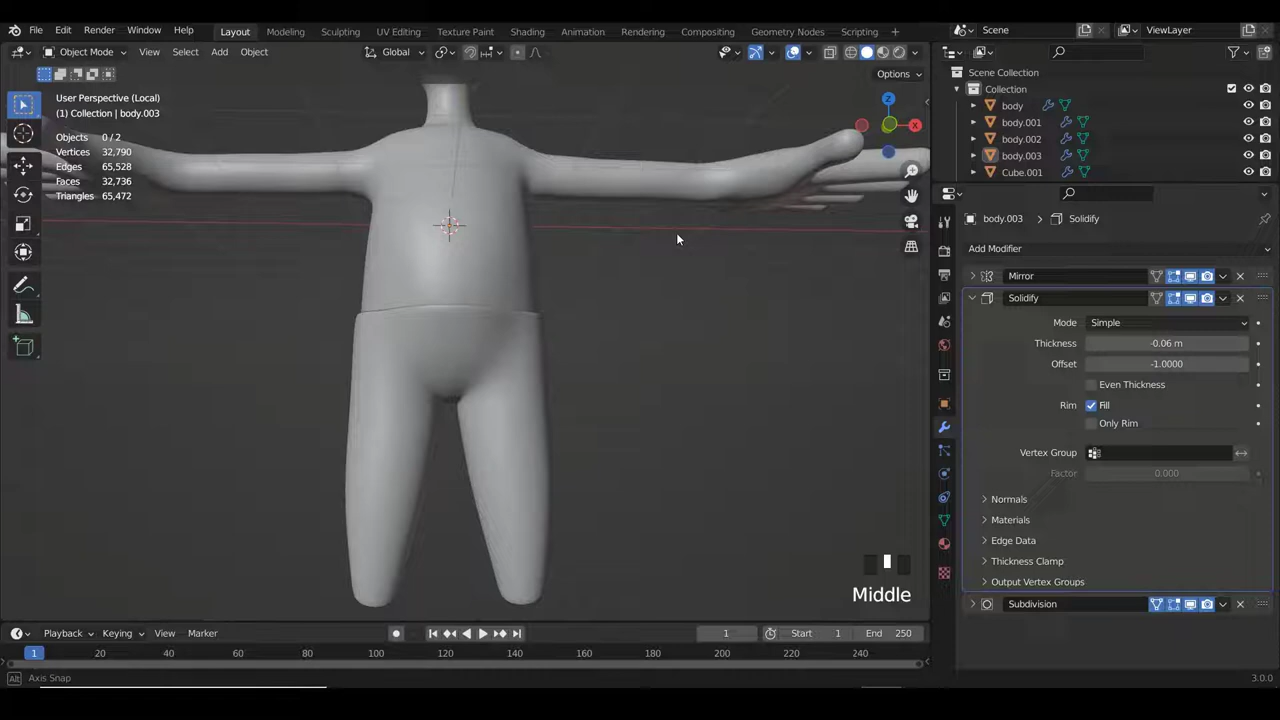 File Edit Render Window Help Layout Modeling Sculpting UV Editing Texture Paint Shading Animation Rendering Compositing Geometry Nodes Scripting + Scene ViewLayer
Object Mode View Select Add Object Global
Options
User Perspective (Local)
(1) Collection | body.003
Objects 0 / 2
Vertices 32,790
Edges 65,528
Faces 32,736
Triangles 65,472
Z
X
Scene Collection
Collection
body
body.001
body.002
body.003
Cube.001
body.003 Solidify
Add Modifier
Mirror
Solidify
Mode Simple
Thickness -0.06 m
Offset -1.0000
Even Thickness
Rim Fill
Only Rim
Vertex Group
Factor 0.000
Normals
Materials
Edge Data
Thickness Clamp
Output Vertex Groups
Subdivision
Middle
Playback Keying View Marker 1 Start 1 End 250
1 20 40 60 80 100 120 140 160 180 200 220 240
Alt Axis Snap 3.0.0